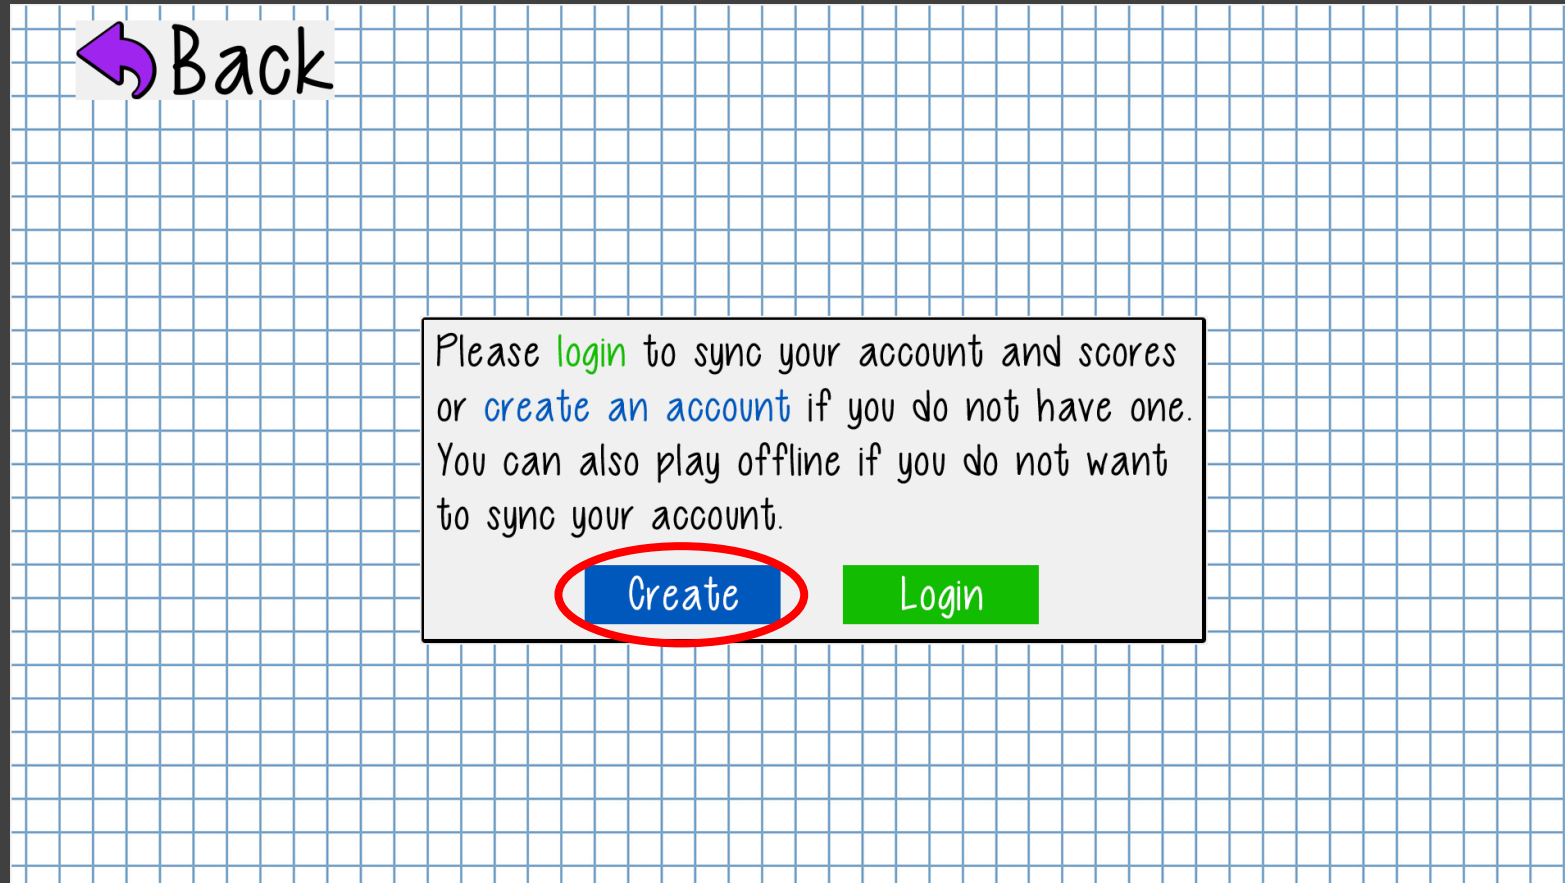 Back
Please login to sync your account and scores
or create an account if you do not have one.
You can also play offline if you do not want
to sync your account.
Create
Login